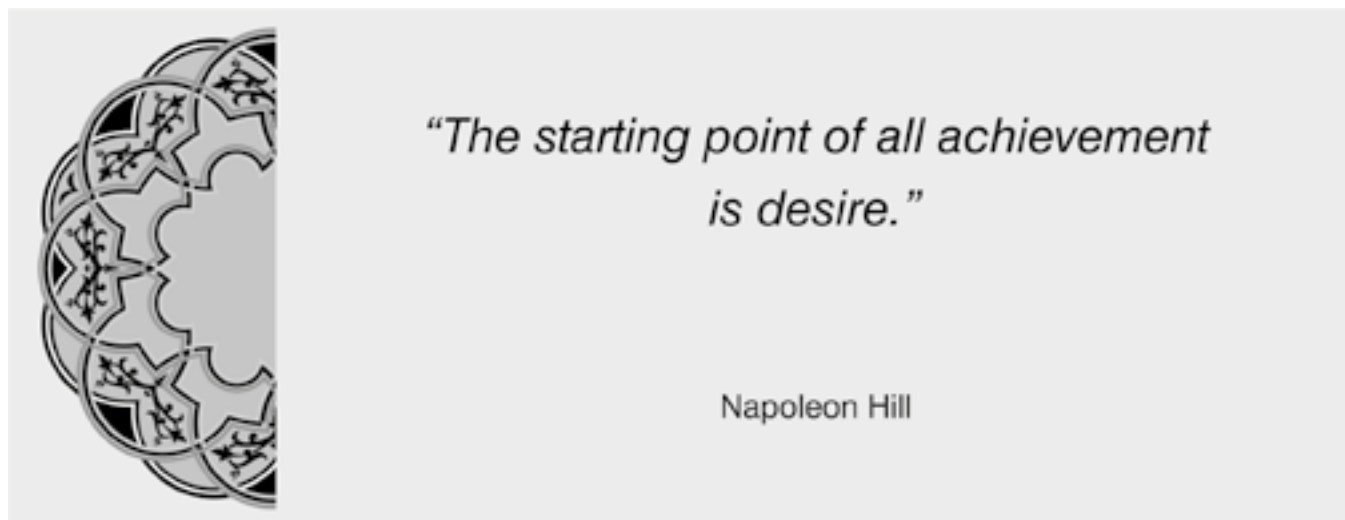 “The starting point of all achievement
is desire.”
Napoleon Hill